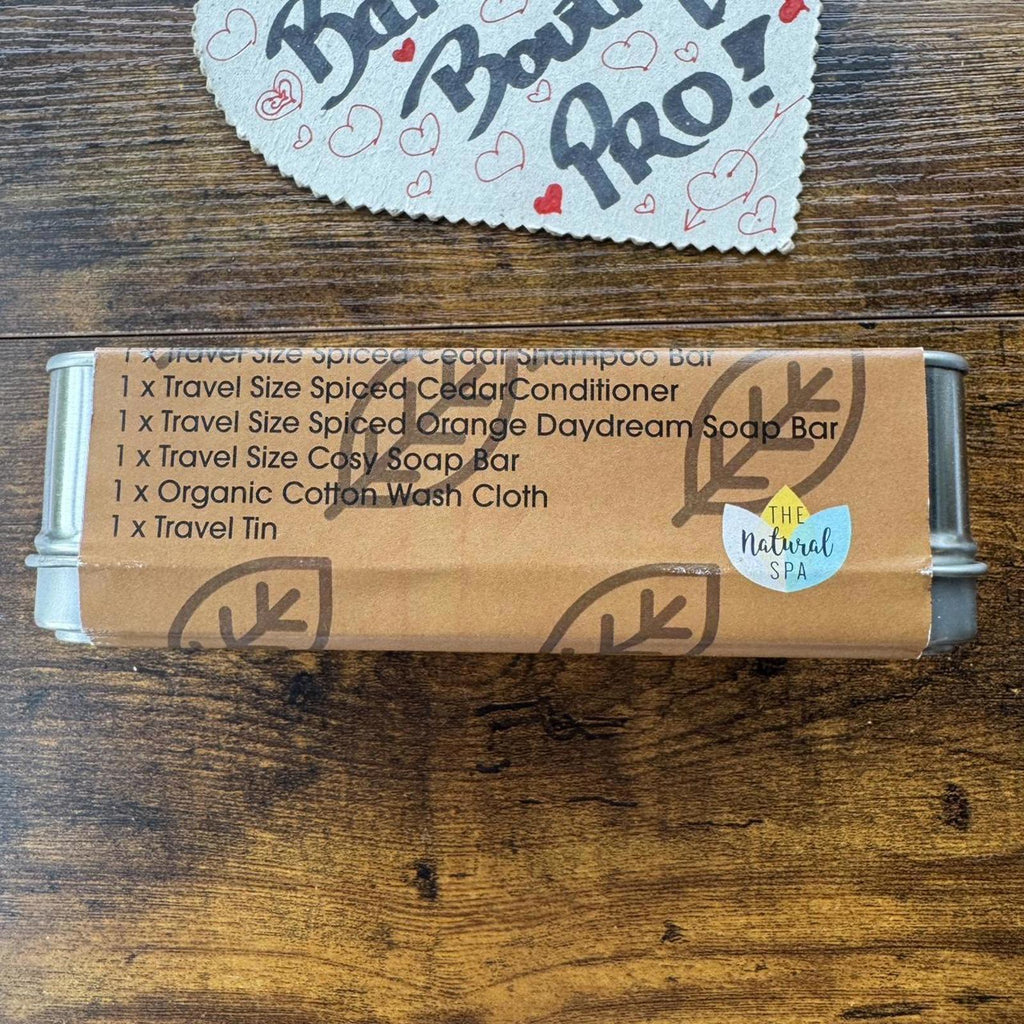 PRO!
1 x Travel Size Spiced Cedar Shampoo Bar
1 x Travel Size Spiced CedarConditioner
1 x Travel Size Spiced Orange Daydream Soap Bar
1 x Travel Size Cosy Soap Bar
1 x Organic Cotton Wash Cloth
1 x Travel Tin
THE
Natural
SPA